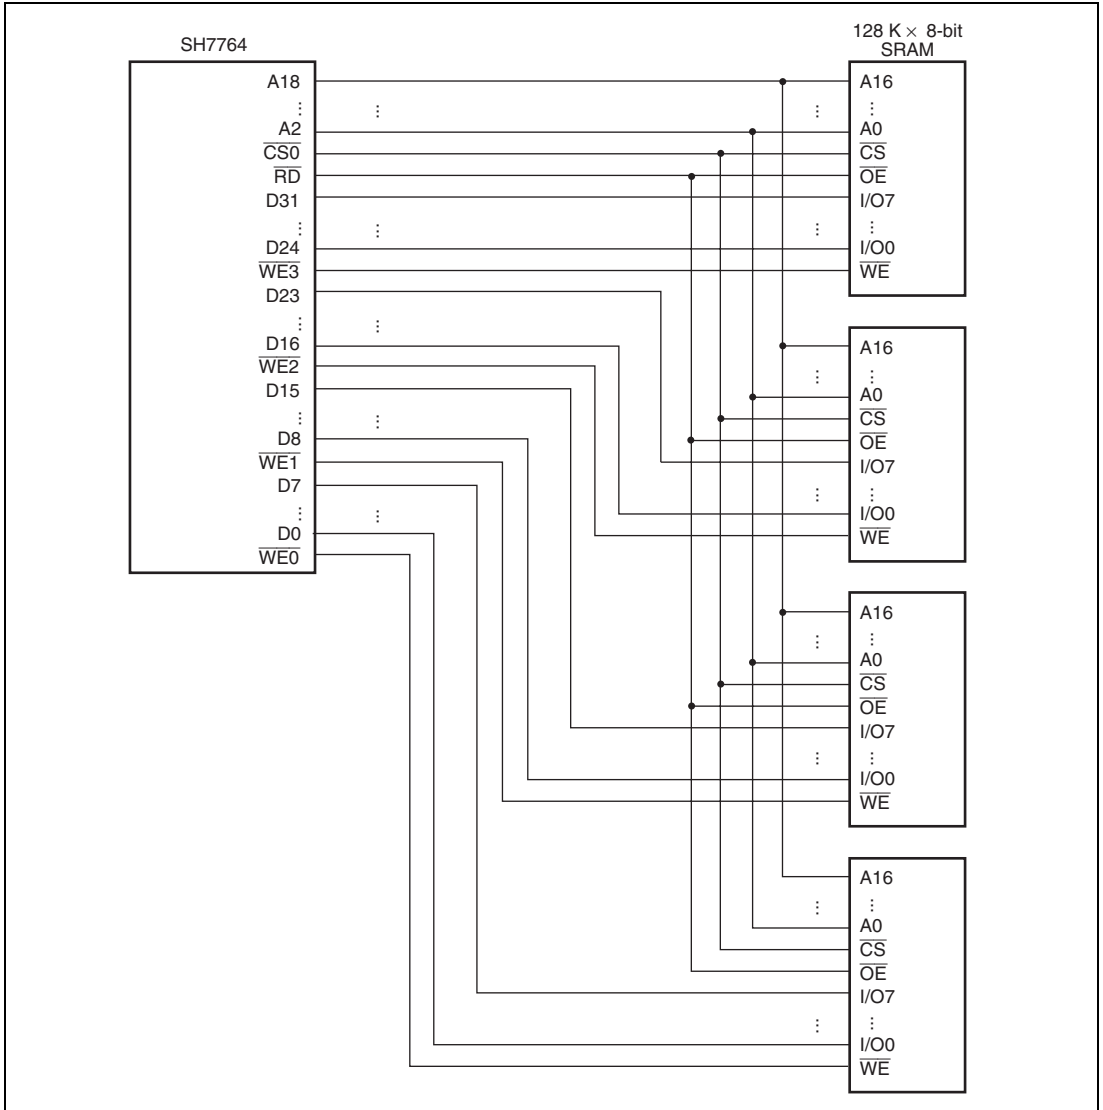 SH7764
A18
⋮
A2
CS0
RD
D31
⋮
D24
WE3
D23
⋮
D16
WE2
D15
⋮
D8
WE1
D7
⋮
D0
WE0
128 K × 8-bit
SRAM
A16
⋮
A0
CS
OE
I/O7
⋮
I/O0
WE
A16
⋮
A0
CS
OE
I/O7
⋮
I/O0
WE
A16
⋮
A0
CS
OE
I/O7
⋮
I/O0
WE
A16
⋮
A0
CS
OE
I/O7
⋮
I/O0
WE